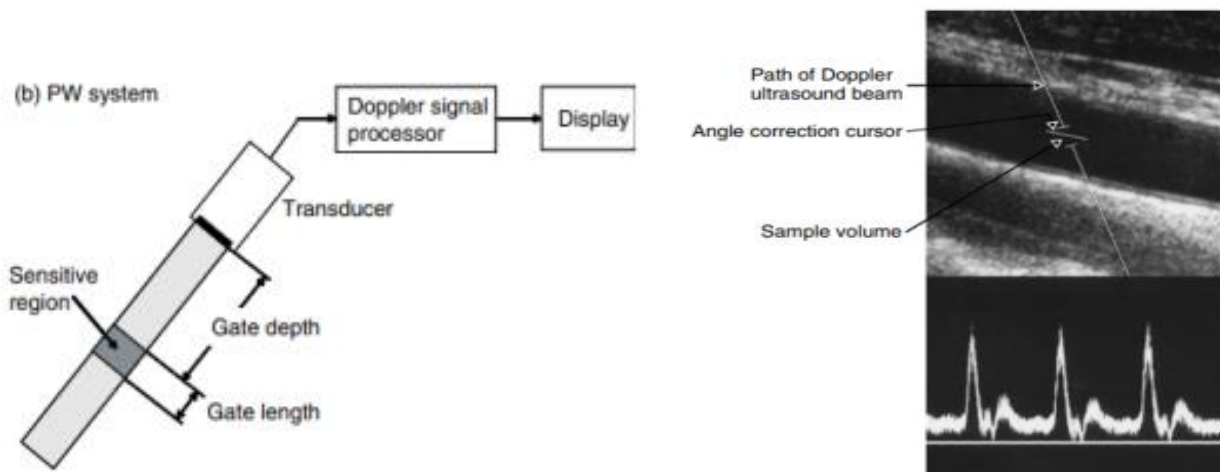 (b) PW system
Doppler signal
processor
Display
Transducer
Sensitive
region
Gate depth
Gate length
Path of Doppler
ultrasound beam
Angle correction cursor
Sample volume